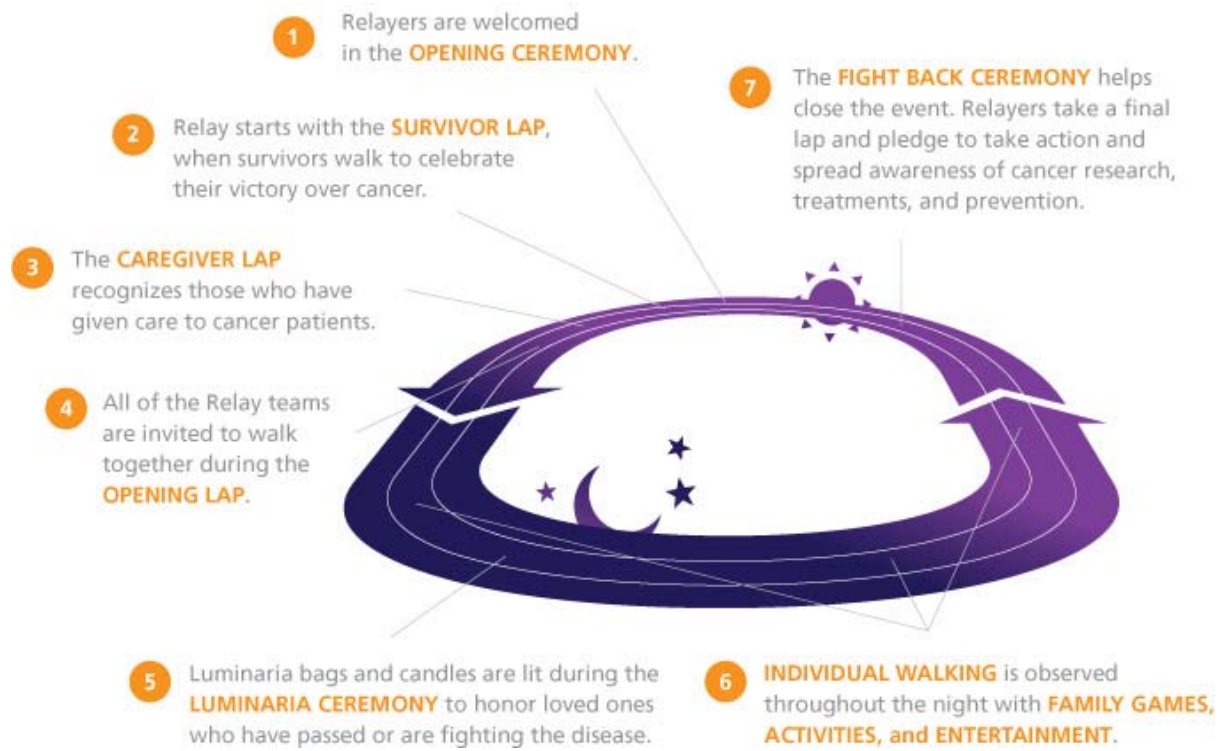 1
Relayers are welcomed
in the OPENING CEREMONY.
2
Relay starts with the SURVIVOR LAP,
when survivors walk to celebrate
their victory over cancer.
3
The CAREGIVER LAP
recognizes those who have
given care to cancer patients.
4
All of the Relay teams
are invited to walk
together during the
OPENING LAP.
5
Luminaria bags and candles are lit during the
LUMINARIA CEREMONY to honor loved ones
who have passed or are fighting the disease.
6
INDIVIDUAL WALKING is observed
throughout the night with FAMILY GAMES,
ACTIVITIES, and ENTERTAINMENT.
7
The FIGHT BACK CEREMONY helps
close the event. Relayers take a final
lap and pledge to take action and
spread awareness of cancer research,
treatments, and prevention.